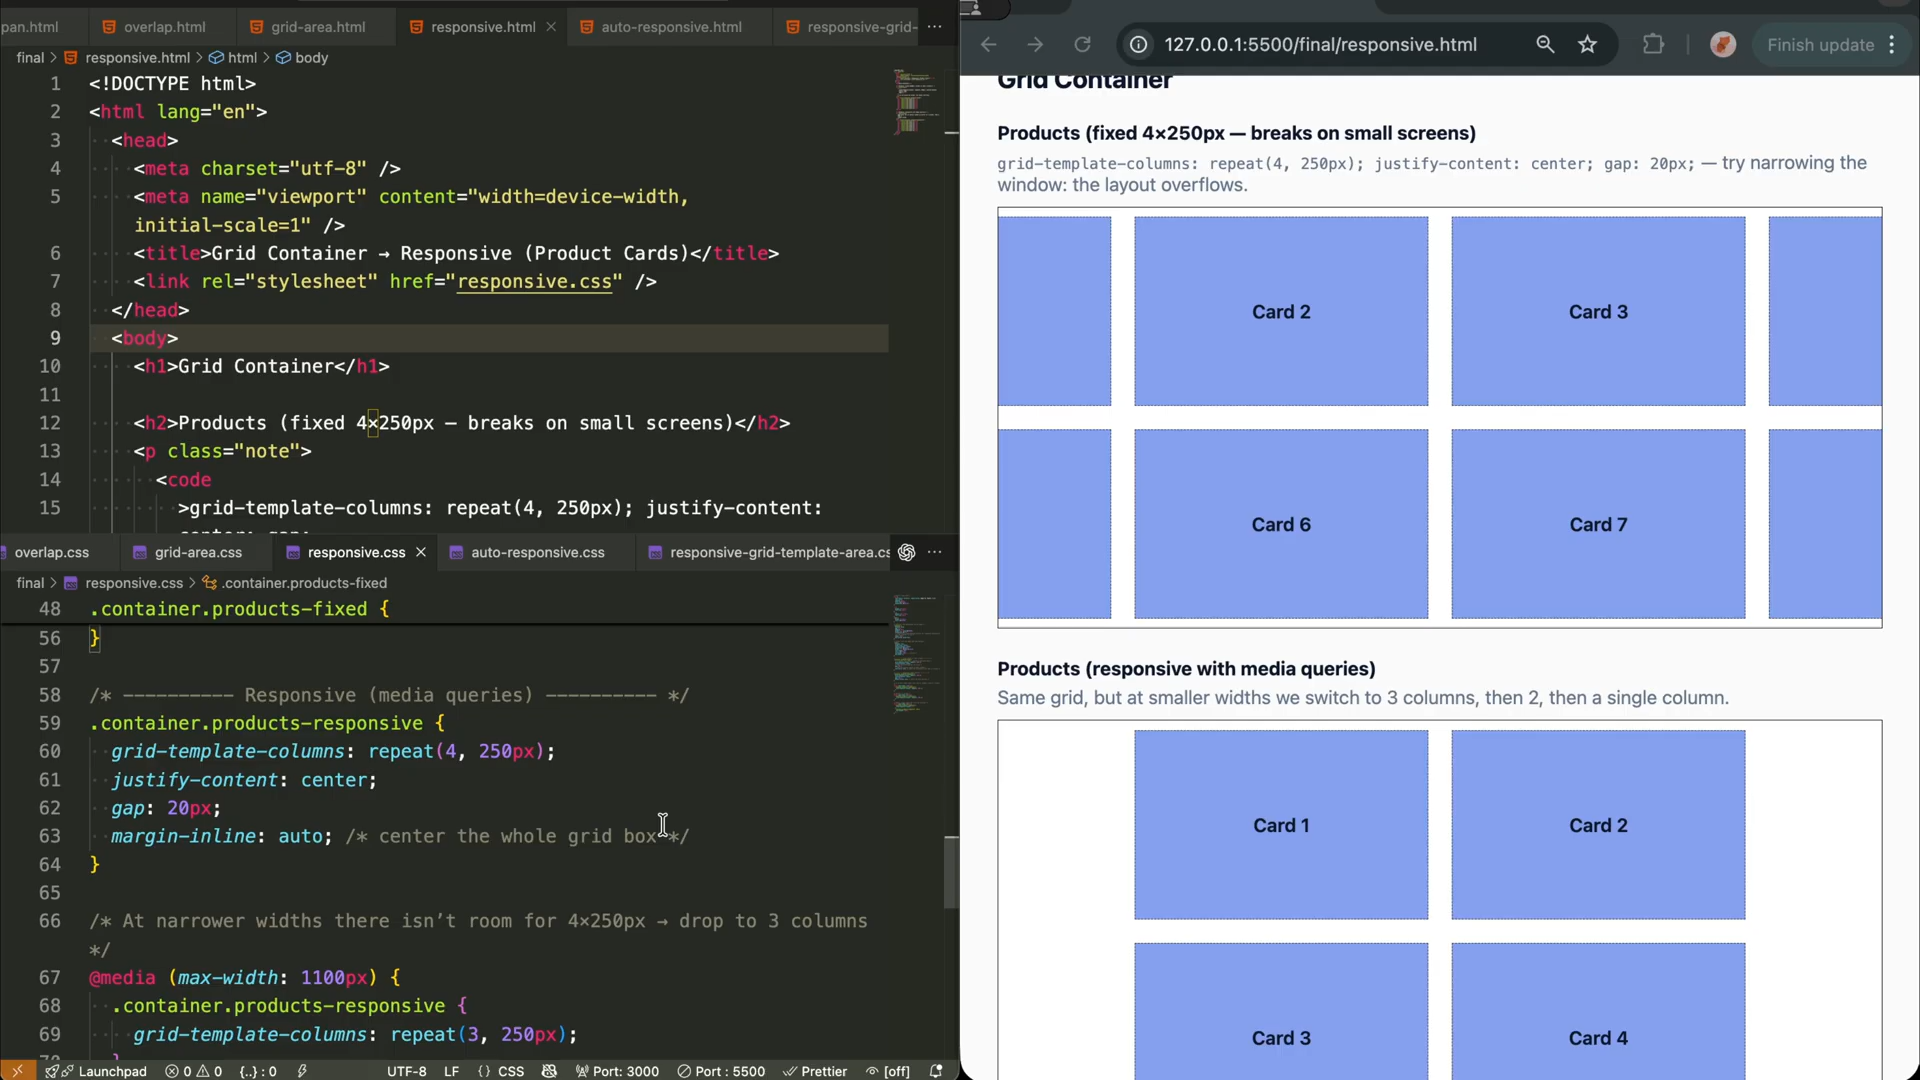 pan.html
overlap.html
grid-area.html
responsive.html
auto-responsive.html
responsive-grid-
final > responsive.html > html > body
1 <!DOCTYPE html>
2 <html lang="en">
3 <head>
4 <meta charset="utf-8" />
5 <meta name="viewport" content="width=device-width,
initial-scale=1" />
6 <title>Grid Container → Responsive (Product Cards)</title>
7 <link rel="stylesheet" href="responsive.css" />
8 </head>
9 <body>
10 <h1>Grid Container</h1>
11
12 <h2>Products (fixed 4×250px — breaks on small screens)</h2>
13 <p class="note">
14 <code
15 >grid-template-columns: repeat(4, 250px); justify-content:
center; gap:
overlap.css
grid-area.css
responsive.css
auto-responsive.css
responsive-grid-template-area.cs
final > responsive.css > .container.products-fixed
48 .container.products-fixed {
56 }
57
58 /* ---------- Responsive (media queries) ---------- */
59 .container.products-responsive {
60 grid-template-columns: repeat(4, 250px);
61 justify-content: center;
62 gap: 20px;
63 margin-inline: auto; /* center the whole grid box */
64 }
65
66 /* At narrower widths there isn’t room for 4×250px → drop to 3 columns
*/
67 @media (max-width: 1100px) {
68 .container.products-responsive {
69 grid-template-columns: repeat(3, 250px);
70 }
Launchpad
0
0
{..} : 0
UTF-8
LF
{ } CSS
Port: 3000
Port : 5500
Prettier
[off]
127.0.0.1:5500/final/responsive.html
Finish update
Grid Container
Products (fixed 4×250px — breaks on small screens)
grid-template-columns: repeat(4, 250px); justify-content: center; gap: 20px; — try narrowing the
window: the layout overflows.
Card 2
Card 3
Card 6
Card 7
Products (responsive with media queries)
Same grid, but at smaller widths we switch to 3 columns, then 2, then a single column.
Card 1
Card 2
Card 3
Card 4